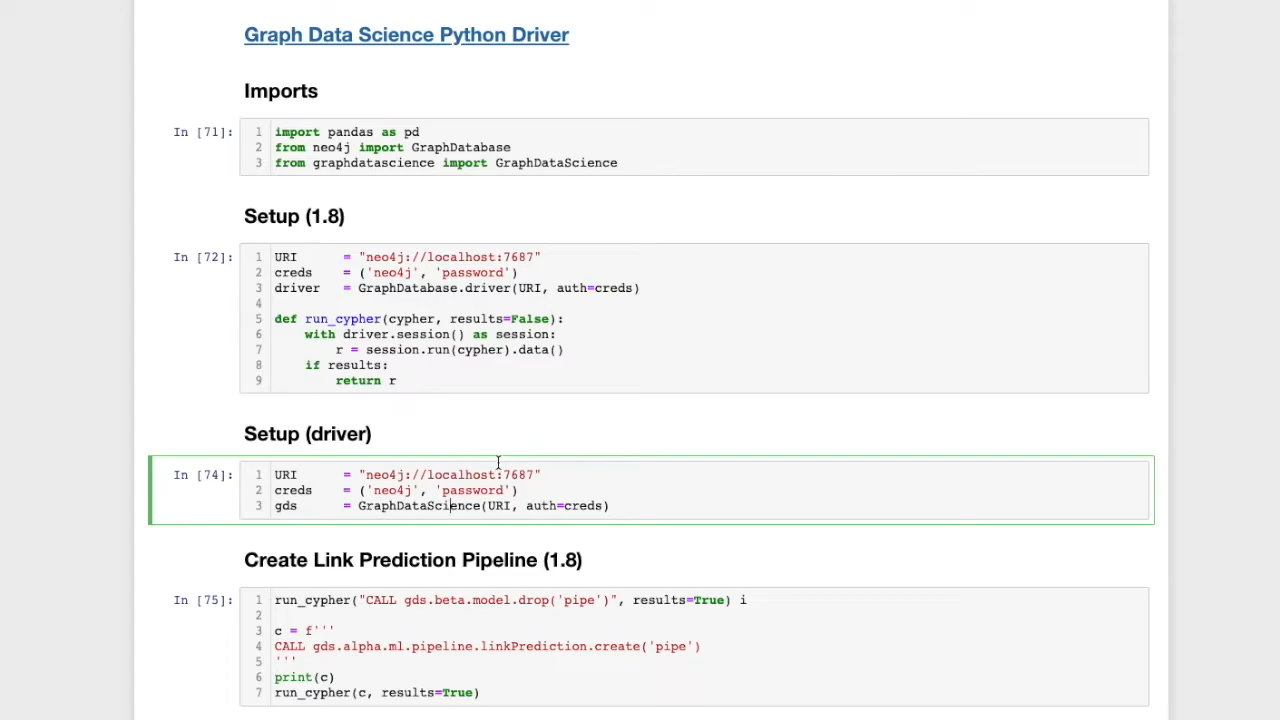 Graph Data Science Python Driver
Imports
In [71]:
1 import pandas as pd
2 from neo4j import GraphDatabase
3 from graphdatascience import GraphDataScience
Setup (1.8)
In [72]:
1 URI      = "neo4j://localhost:7687"
2 creds    = ('neo4j', 'password')
3 driver   = GraphDatabase.driver(URI, auth=creds)
4
5 def run_cypher(cypher, results=False):
6     with driver.session() as session:
7         r = session.run(cypher).data()
8     if results:
9         return r
Setup (driver)
In [74]:
1 URI      = "neo4j://localhost:7687"
2 creds    = ('neo4j', 'password')
3 gds      = GraphDataScience(URI, auth=creds)
Create Link Prediction Pipeline (1.8)
In [75]:
1 run_cypher("CALL gds.beta.model.drop('pipe')", results=True) i
2
3 c = f'''
4 CALL gds.alpha.ml.pipeline.linkPrediction.create('pipe')
5 '''
6 print(c)
7 run_cypher(c, results=True)